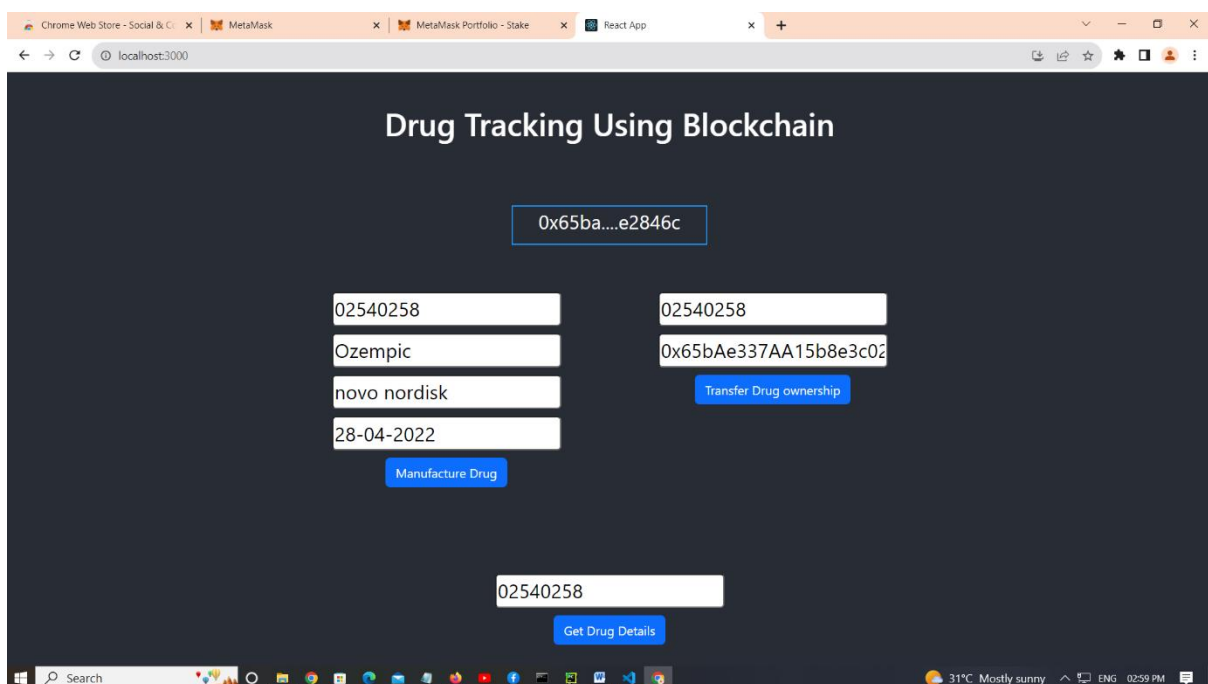 Chrome Web Store - Social & Co
MetaMask
MetaMask Portfolio - Stake
React App
localhost:3000
Drug Tracking Using Blockchain
0x65ba....e2846c
02540258
Ozempic
novo nordisk
28-04-2022
Manufacture Drug
02540258
0x65bAe337AA15b8e3c02
Transfer Drug ownership
02540258
Get Drug Details
Search
31°C Mostly sunny
ENG
02:59 PM